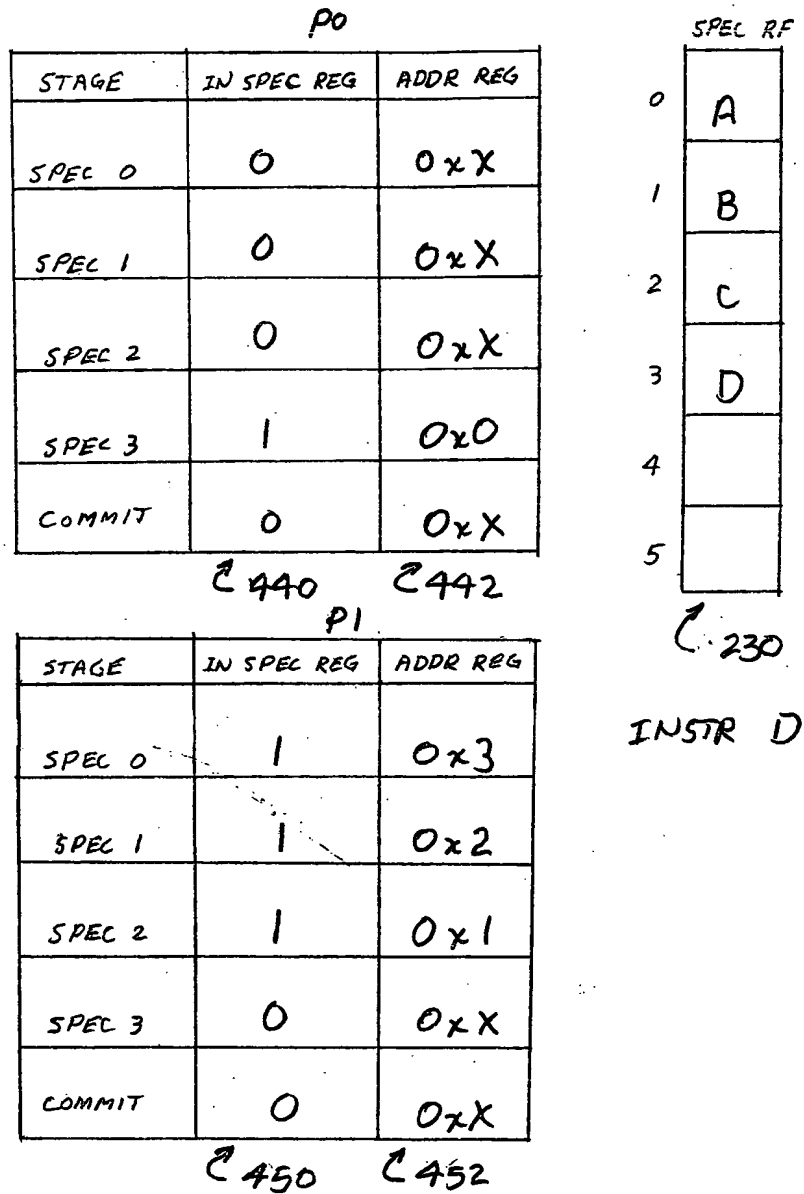 P0
STAGE IN SPEC REG ADDR REG
SPEC 0 0 0xX
SPEC 1 0 0xX
SPEC 2 0 0xX
SPEC 3 1 0x0
COMMIT 0 0xX
440 442
SPEC RF
0 A
1 B
2 C
3 D
4
5
230
INSTR D
P1
STAGE IN SPEC REG ADDR REG
SPEC 0 1 0x3
SPEC 1 1 0x2
SPEC 2 1 0x1
SPEC 3 0 0xX
COMMIT 0 0xX
450 452